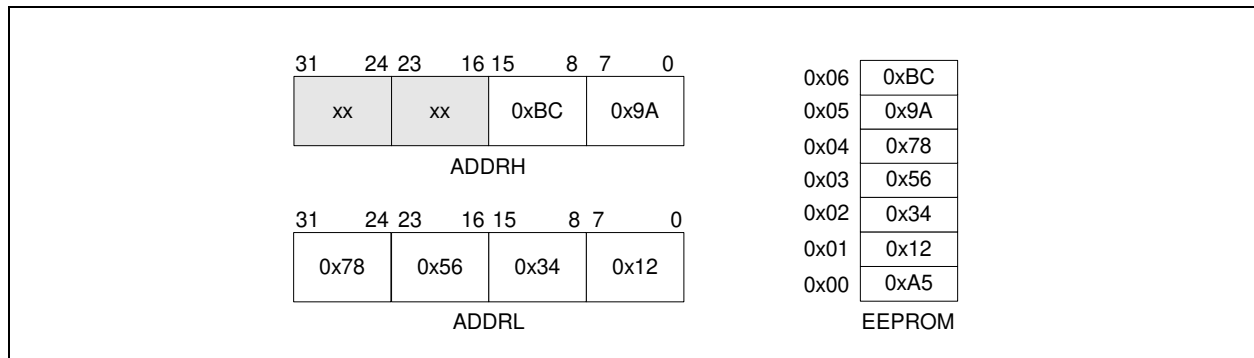 31 24 23 16 15 8 7 0
xx xx 0xBC 0x9A
ADDRH
31 24 23 16 15 8 7 0
0x78 0x56 0x34 0x12
ADDRL
0x06 0xBC
0x05 0x9A
0x04 0x78
0x03 0x56
0x02 0x34
0x01 0x12
0x00 0xA5
EEPROM